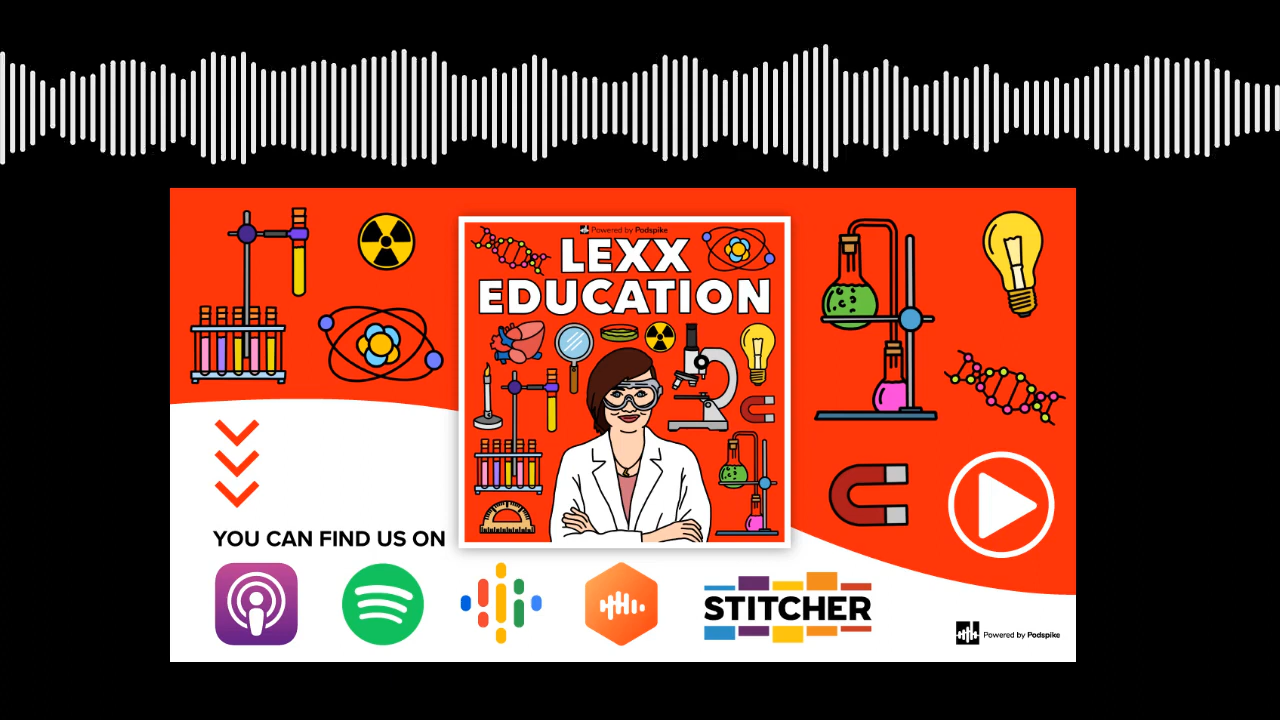 Powered by Podspike
LEXX
EDUCATION
YOU CAN FIND US ON
STITCHER
Powered by Podspike